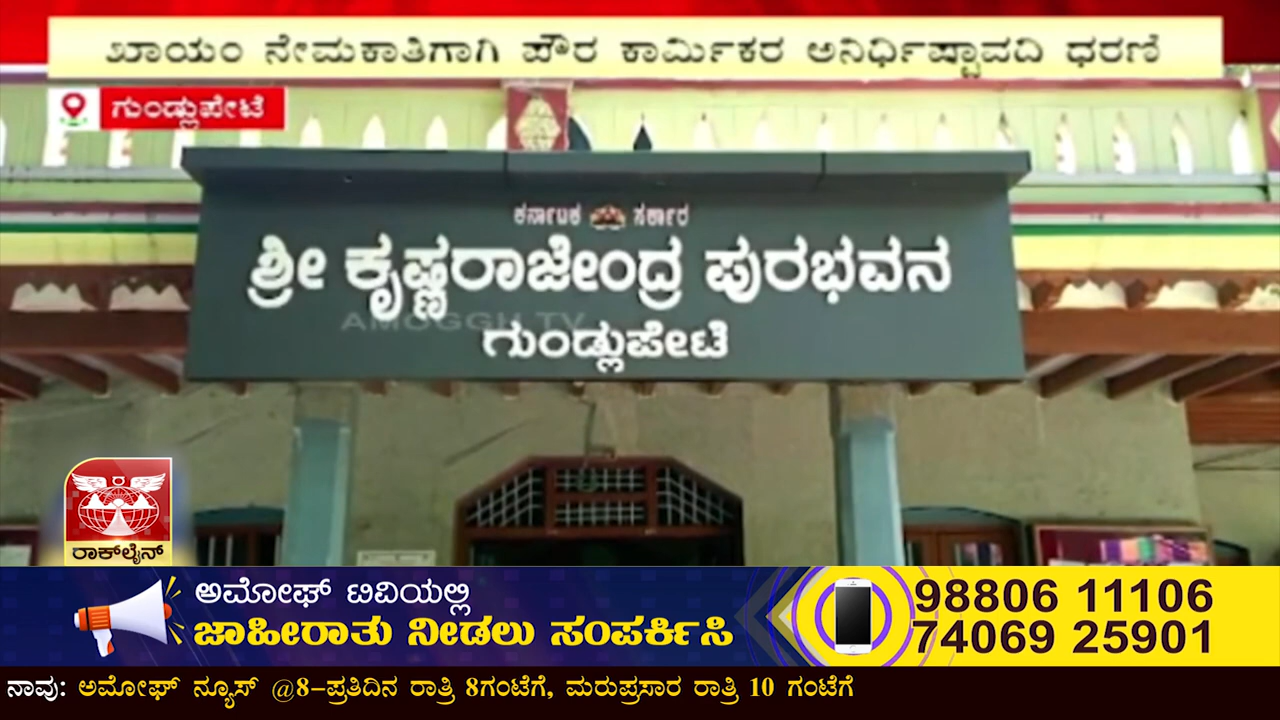 ಖಾಯಂ ನೇಮಕಾತಿಗಾಗಿ ಪೌರ ಕಾರ್ಮಿಕರ ಅನಿರ್ಧಿಷ್ಟಾವದಿ ಧರಣಿ
ಗುಂಡ್ಲುಪೇಟೆ
ಕರ್ನಾಟಕ ಸರ್ಕಾರ
ಶ್ರೀ ಕೃಷ್ಣರಾಜೇಂದ್ರ ಪುರಭವನ
AMOGGH TV
ಗುಂಡ್ಲುಪೇಟೆ
ರಾಕ್‌ಲೈನ್
ಅಮೋಘ್ ಟಿವಿಯಲ್ಲಿ
ಜಾಹೀರಾತು ನೀಡಲು ಸಂಪರ್ಕಿಸಿ
98806 11106
74069 25901
ನಾವು: ಅಮೋಘ್ ನ್ಯೂಸ್ @8-ಪ್ರತಿದಿನ ರಾತ್ರಿ 8ಗಂಟೆಗೆ, ಮರುಪ್ರಸಾರ ರಾತ್ರಿ 10 ಗಂಟೆಗೆ